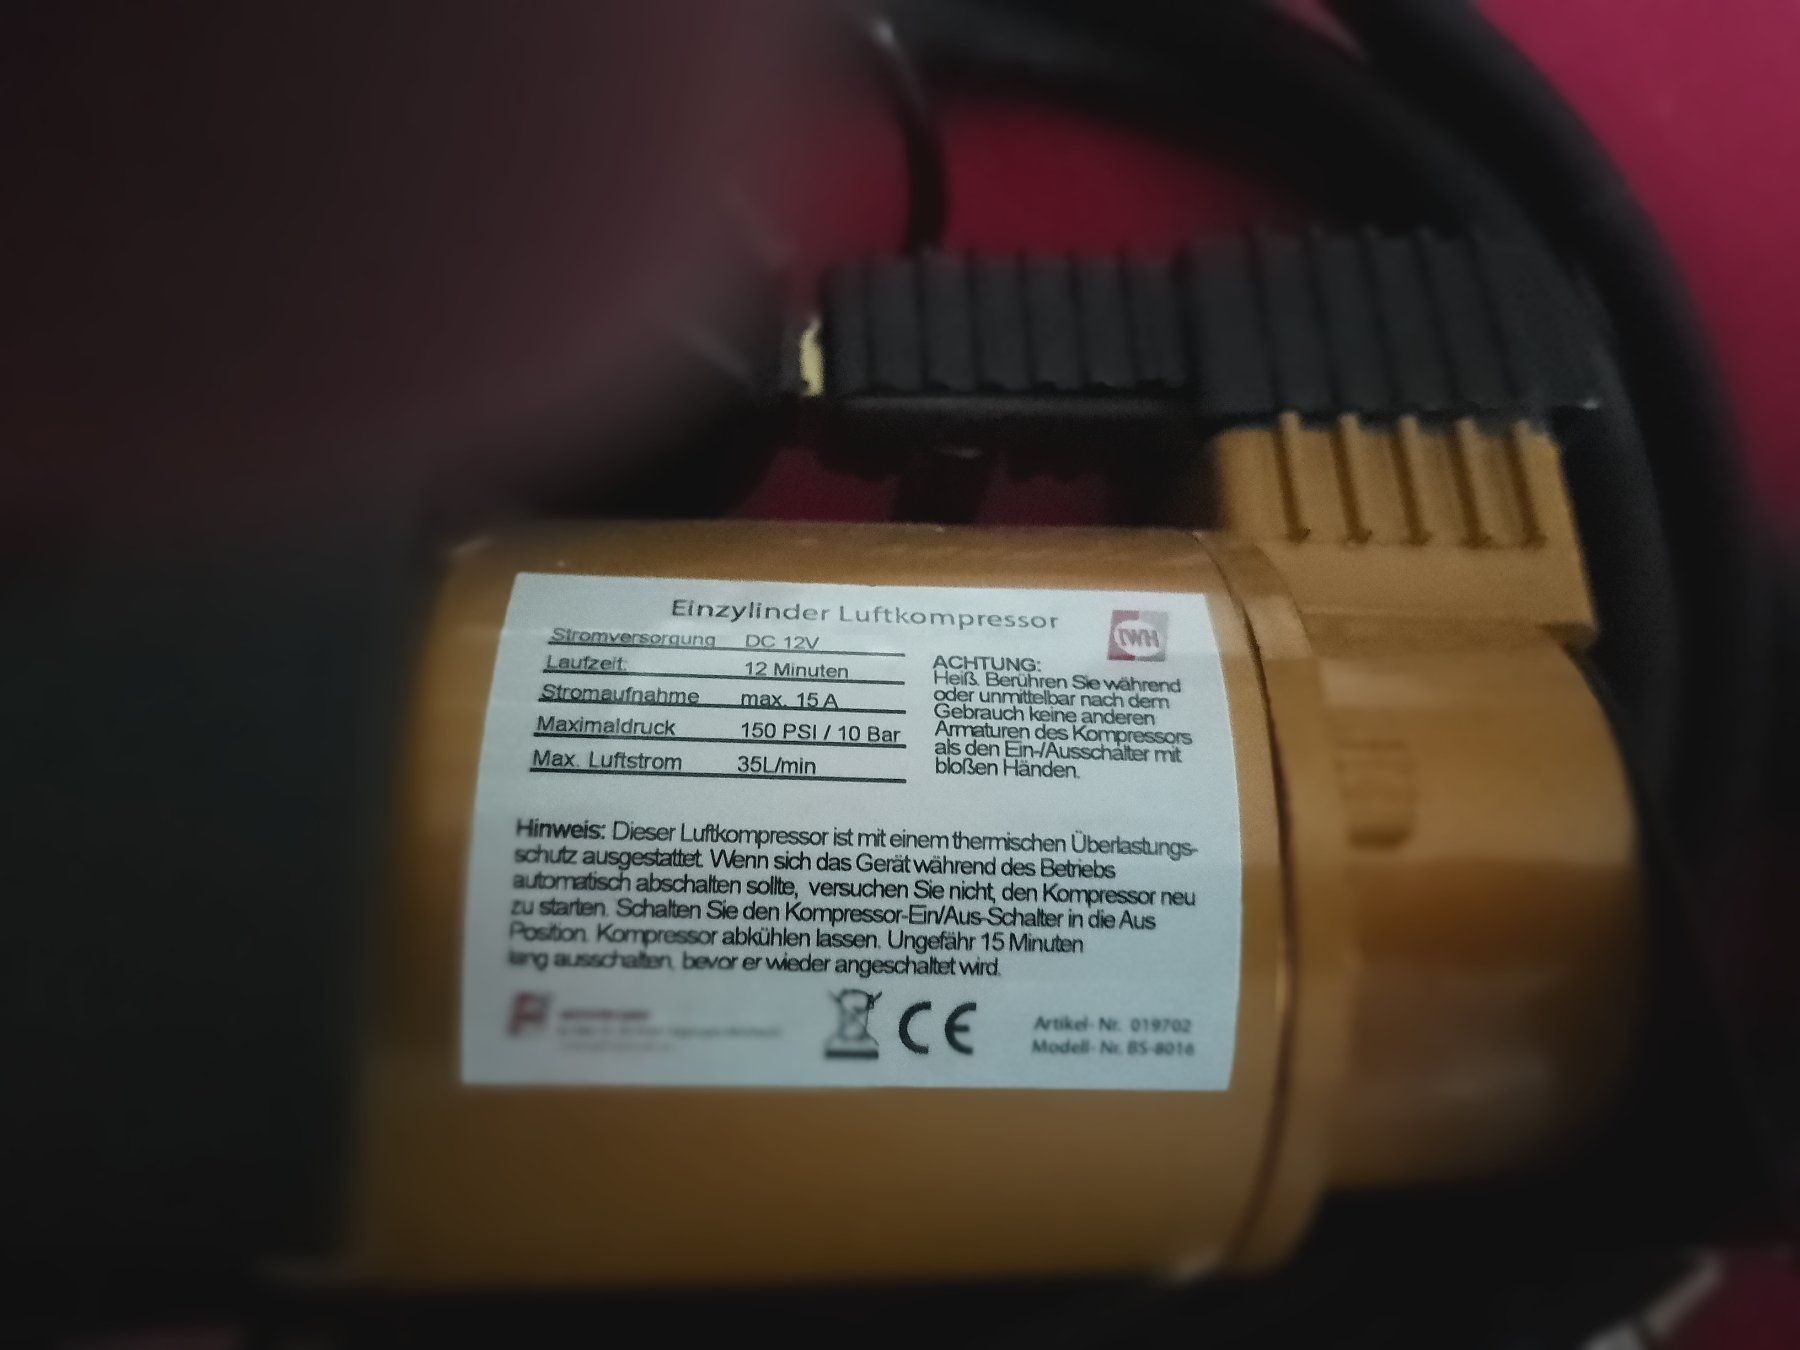 Einzylinder Luftkompressor
IWH
Stromversorgung DC 12V
Laufzeit: 12 Minuten
Stromaufnahme max. 15 A
Maximaldruck 150 PSI / 10 Bar
Max. Luftstrom 35L/min
ACHTUNG:
Heiß. Berühren Sie während
oder unmittelbar nach dem
Gebrauch keine anderen
Armaturen des Kompressors
als den Ein-/Ausschalter mit
bloßen Händen.
Hinweis: Dieser Luftkompressor ist mit einem thermischen Überlastungs-
schutz ausgestattet. Wenn sich das Gerät während des Betriebs
automatisch abschalten sollte, versuchen Sie nicht, den Kompressor neu
zu starten. Schalten Sie den Kompressor-Ein/Aus-Schalter in die Aus
Position. Kompressor abkühlen lassen. Ungefähr 15 Minuten
lang ausschalten, bevor er wieder angeschaltet wird.
CE
Artikel- Nr. 019702
Modell- Nr. BS-8016